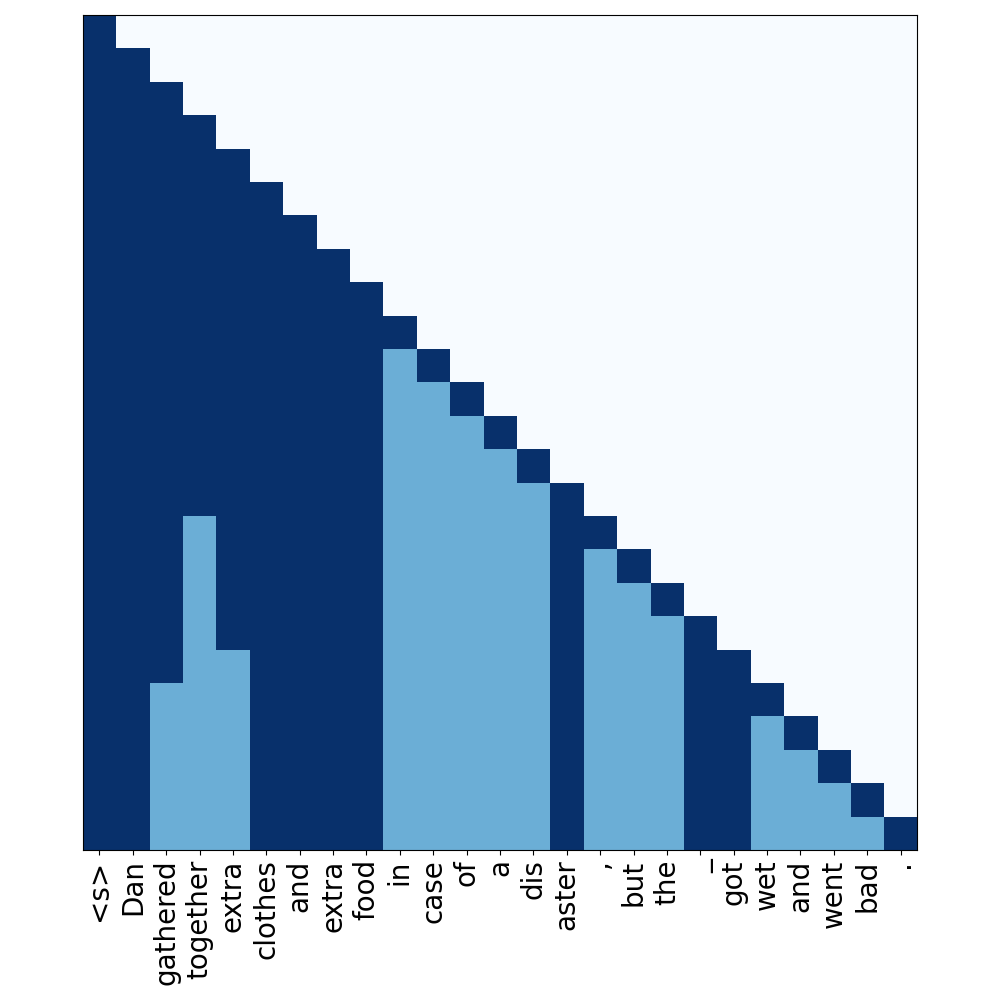 <s> Dan gathered together extra clothes and extra food in case of a dis aster , but the _ got wet and went bad .